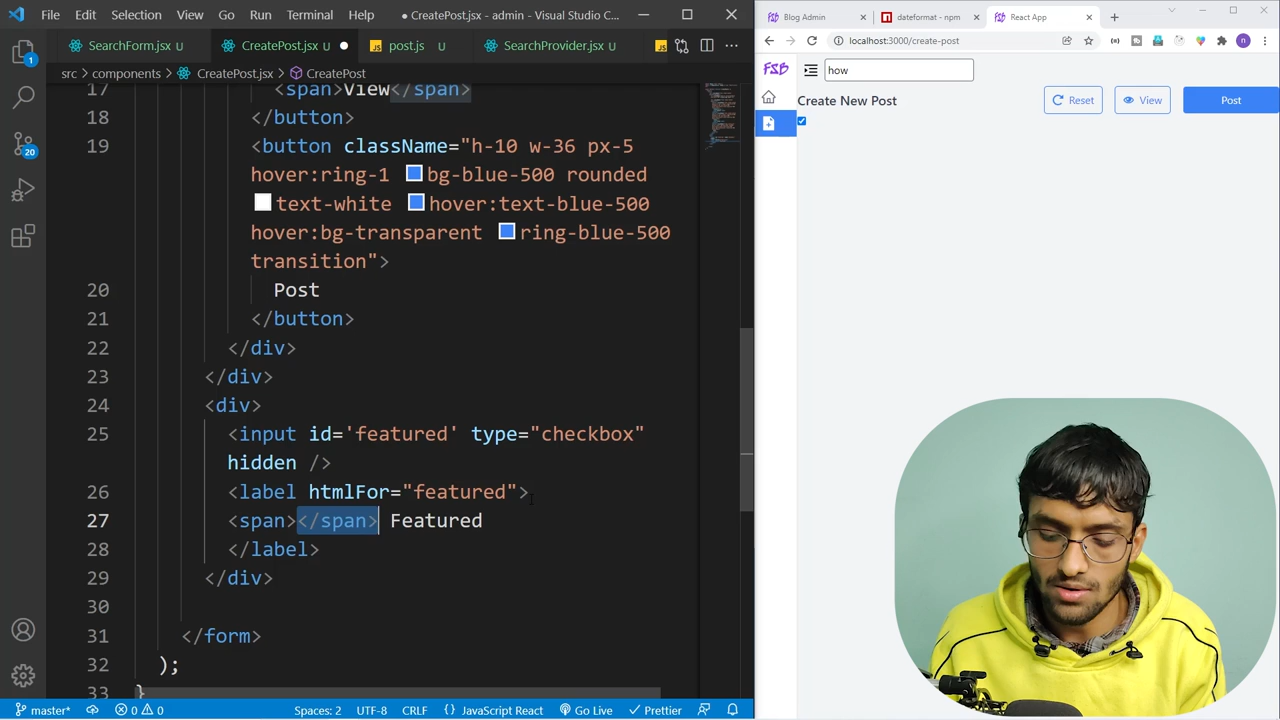 File Edit Selection View Go Run Terminal Help
● CreatePost.jsx - admin - Visual Studio C...
SearchForm.jsx U
CreatePost.jsx U ●
JS post.js U
SearchProvider.jsx U
JS
src > components > CreatePost.jsx > CreatePost
17 <span>View</span>
18 </button>
19 <button className="h-10 w-36 px-5
hover:ring-1 bg-blue-500 rounded
text-white hover:text-blue-500
hover:bg-transparent ring-blue-500
transition">
20 Post
21 </button>
22 </div>
23 </div>
24 <div>
25 <input id='featured' type="checkbox"
hidden />
26 <label htmlFor="featured">
27 <span></span> Featured
28 </label>
29 </div>
30
31 </form>
32 );
33 }
1
20
master* 0 0 Spaces: 2 UTF-8 CRLF JavaScript React Go Live Prettier
Blog Admin
dateformat - npm
React App
localhost:3000/create-post
n
FSB
how
Create New Post
Reset
View
Post